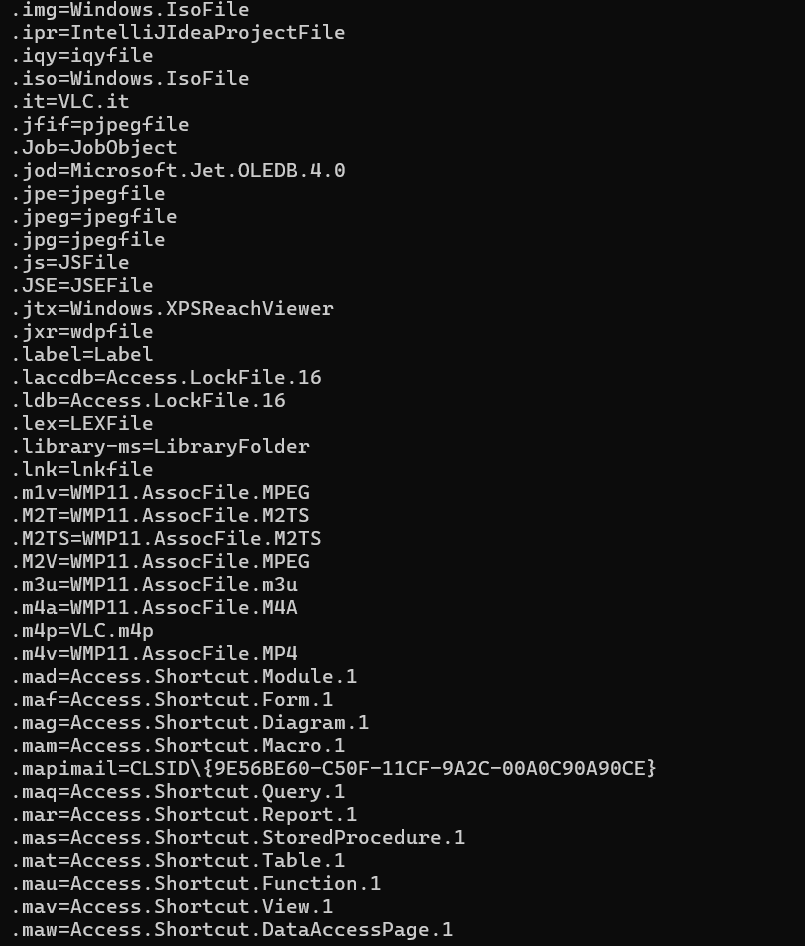 .img=Windows.IsoFile
.ipr=IntelliJIdeaProjectFile
.iqy=iqyfile
.iso=Windows.IsoFile
.it=VLC.it
.jfif=pjpegfile
.Job=JobObject
.jod=Microsoft.Jet.OLEDB.4.0
.jpe=jpegfile
.jpeg=jpegfile
.jpg=jpegfile
.js=JSFile
.JSE=JSEFile
.jtx=Windows.XPSReachViewer
.jxr=wdpfile
.label=Label
.laccdb=Access.LockFile.16
.ldb=Access.LockFile.16
.lex=LEXFile
.library-ms=LibraryFolder
.lnk=lnkfile
.m1v=WMP11.AssocFile.MPEG
.M2T=WMP11.AssocFile.M2TS
.M2TS=WMP11.AssocFile.M2TS
.M2V=WMP11.AssocFile.MPEG
.m3u=WMP11.AssocFile.m3u
.m4a=WMP11.AssocFile.M4A
.m4p=VLC.m4p
.m4v=WMP11.AssocFile.MP4
.mad=Access.Shortcut.Module.1
.maf=Access.Shortcut.Form.1
.mag=Access.Shortcut.Diagram.1
.mam=Access.Shortcut.Macro.1
.mapimail=CLSID\{9E56BE60-C50F-11CF-9A2C-00A0C90A90CE}
.maq=Access.Shortcut.Query.1
.mar=Access.Shortcut.Report.1
.mas=Access.Shortcut.StoredProcedure.1
.mat=Access.Shortcut.Table.1
.mau=Access.Shortcut.Function.1
.mav=Access.Shortcut.View.1
.maw=Access.Shortcut.DataAccessPage.1